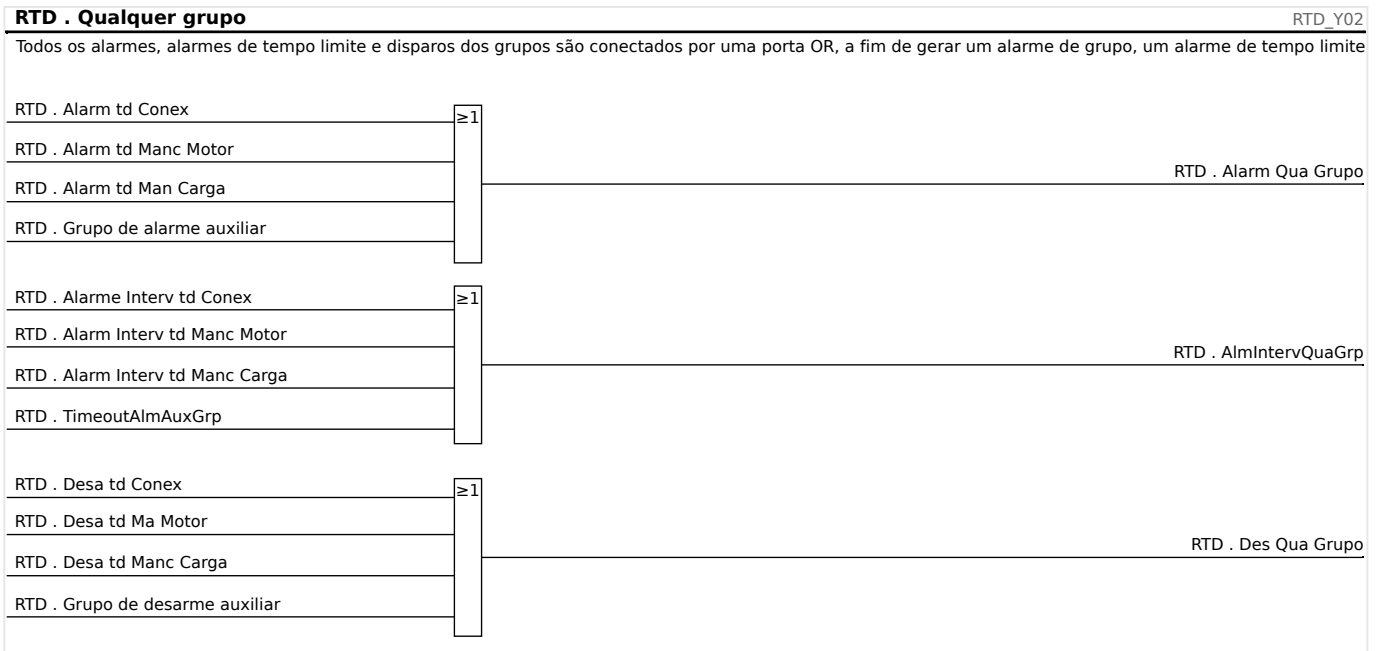 RTD . Qualquer grupo
RTD_Y02
Todos os alarmes, alarmes de tempo limite e disparos dos grupos são conectados por uma porta OR, a fim de gerar um alarme de grupo, um alarme de tempo limite
RTD . Alarm td Conex
≥1
RTD . Alarm td Manc Motor
RTD . Alarm Qua Grupo
RTD . Alarm td Man Carga
RTD . Grupo de alarme auxiliar
RTD . Alarme Interv td Conex
≥1
RTD . Alarm Interv td Manc Motor
RTD . AlmIntervQuaGrp
RTD . Alarm Interv td Manc Carga
RTD . TimeoutAlmAuxGrp
RTD . Desa td Conex
≥1
RTD . Desa td Ma Motor
RTD . Des Qua Grupo
RTD . Desa td Manc Carga
RTD . Grupo de desarme auxiliar